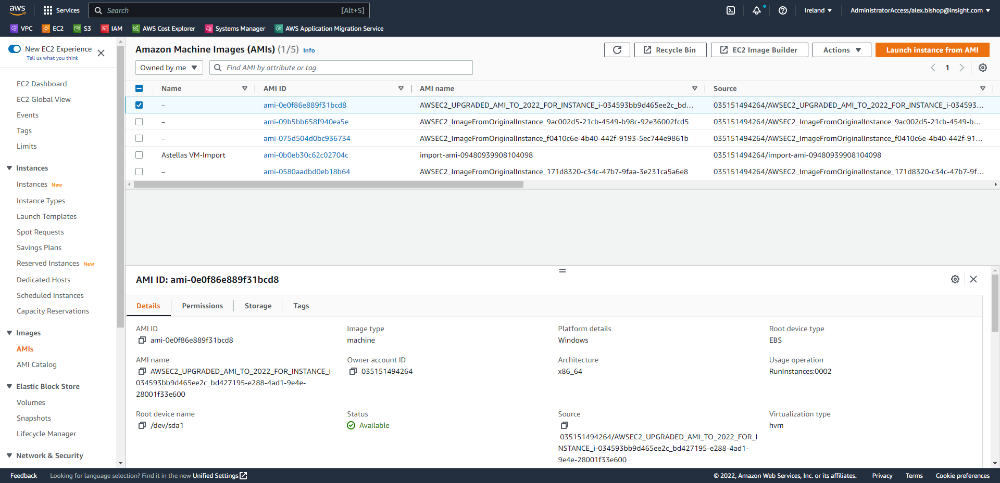 aws
Services
Search [Alt+S]
Ireland
AdministratorAccess/alex.bishop@insight.com
VPC EC2 S3 IAM AWS Cost Explorer Systems Manager AWS Application Migration Service
New EC2 Experience
Tell us what you think
EC2 Dashboard
EC2 Global View
Events
Tags
Limits
Instances
Instances New
Instance Types
Launch Templates
Spot Requests
Savings Plans
Reserved Instances New
Dedicated Hosts
Scheduled Instances
Capacity Reservations
Images
AMIs
AMI Catalog
Elastic Block Store
Volumes
Snapshots
Lifecycle Manager
Network & Security
Amazon Machine Images (AMIs) (1/5) Info
Recycle Bin
EC2 Image Builder
Actions
Launch instance from AMI
Owned by me
Find AMI by attribute or tag
1
Name AMI ID AMI name Source
– ami-0e0f86e889f31bcd8 AWSEC2_UPGRADED_AMI_TO_2022_FOR_INSTANCE_i-034593bb9d465ee2c_bd... 035151494264/AWSEC2_UPGRADED_AMI_TO_2022_FOR_INSTANCE_i-034593...
– ami-09b5bb658f940ea5e AWSEC2_ImageFromOriginalInstance_9ac002d5-21cb-4549-b98c-92e36002fcd5 035151494264/AWSEC2_ImageFromOriginalInstance_9ac002d5-21cb-4549-b...
– ami-075d504d0bc936734 AWSEC2_ImageFromOriginalInstance_f0410c6e-4b40-442f-9193-5ec744e9861b 035151494264/AWSEC2_ImageFromOriginalInstance_f0410c6e-4b40-442f-91...
Astellas VM-Import ami-0b0eb30c62c02704c import-ami-09480939908104098 035151494264/import-ami-09480939908104098
– ami-0580aadbd0eb18b64 AWSEC2_ImageFromOriginalInstance_171d8320-c34c-47b7-9faa-3e231ca5a6e8 035151494264/AWSEC2_ImageFromOriginalInstance_171d8320-c34c-47b7-9f...
AMI ID: ami-0e0f86e889f31bcd8
Details Permissions Storage Tags
AMI ID
ami-0e0f86e889f31bcd8
Image type
machine
Platform details
Windows
Root device type
EBS
AMI name
AWSEC2_UPGRADED_AMI_TO_2022_FOR_INSTANCE_i-
034593bb9d465ee2c_bd427195-e288-4ad1-9e4e-
28001f33e600
Owner account ID
035151494264
Architecture
x86_64
Usage operation
RunInstances:0002
Root device name
/dev/sda1
Status
Available
Source
035151494264/AWSEC2_UPGRADED_AMI_TO_2022_FOR_I
NSTANCE_i-034593bb9d465ee2c_bd427195-e288-4ad1-
9e4e-28001f33e600
Virtualization type
hvm
Feedback Looking for language selection? Find it in the new Unified Settings
© 2022, Amazon Web Services, Inc. or its affiliates. Privacy Terms Cookie preferences